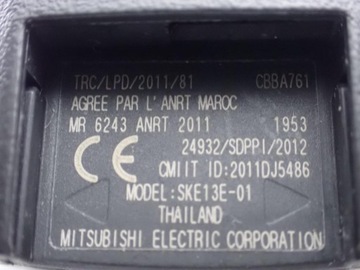 TRC/LPD/2011/81 CBBA761
AGREE PAR L'ANRT MAROC
MR 6243 ANRT 2011 1953
CE 24932/SDPPI/2012
CMIIT ID:2011DJ5486
MODEL:SKE13E-01
THAILAND
MITSUBISHI ELECTRIC CORPORATION